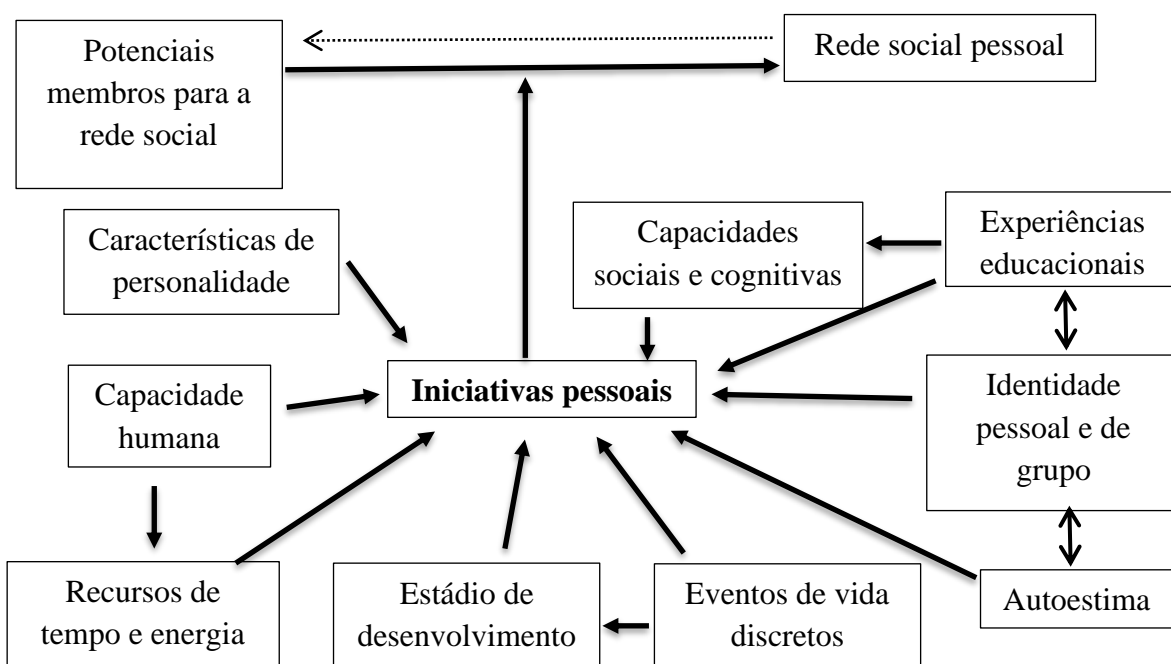 Potenciais
membros para a
rede social
Rede social pessoal
Características de
personalidade
Capacidades
sociais e cognitivas
Experiências
educacionais
Capacidade
humana
Iniciativas pessoais
Identidade
pessoal e de
grupo
Recursos de
tempo e energia
Estádio de
desenvolvimento
Eventos de vida
discretos
Autoestima